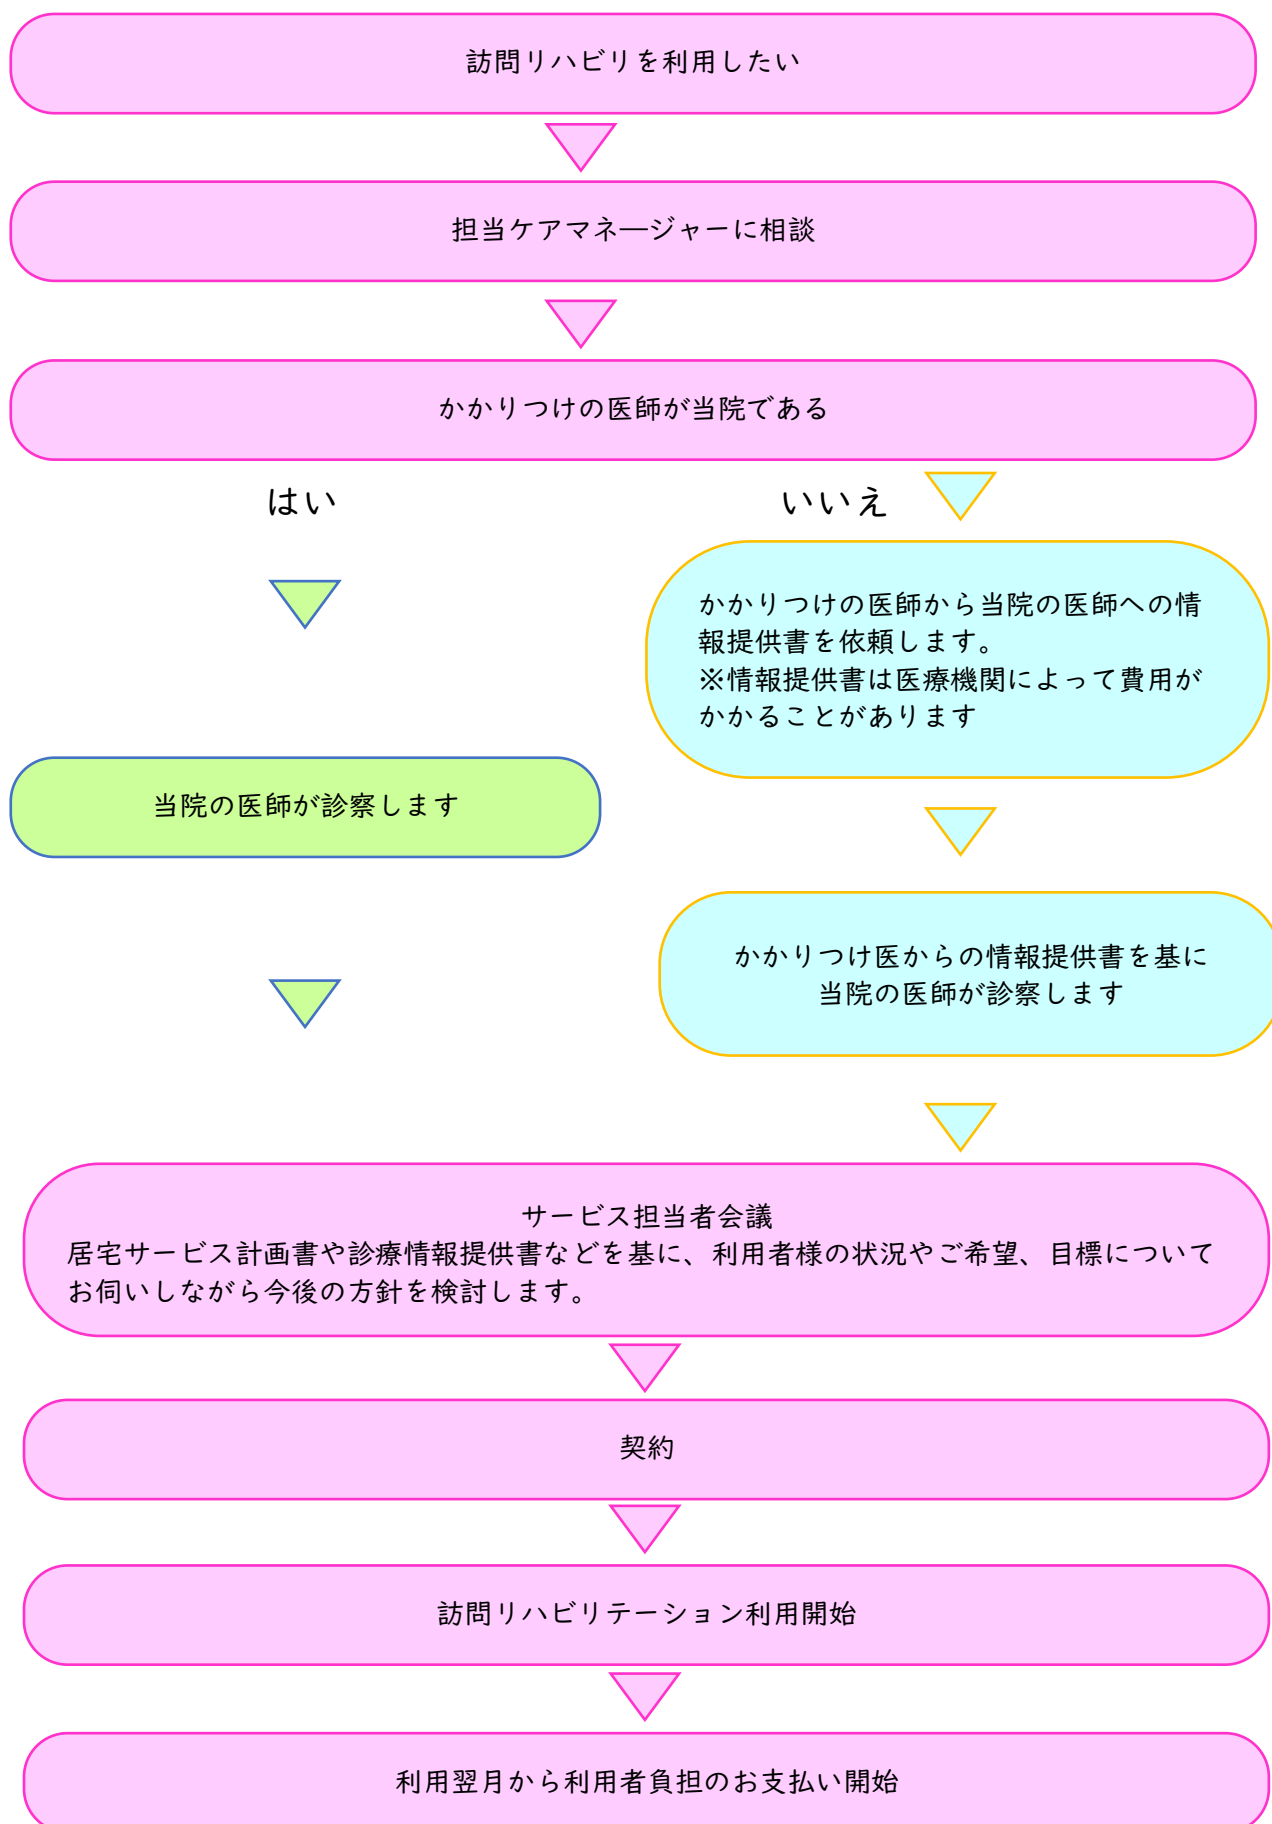 訪問リハビリを利用したい
担当ケアマネ―ジャーに相談
かかりつけの医師が当院である
はい
いいえ
かかりつけの医師から当院の医師への情
報提供書を依頼します。
※情報提供書は医療機関によって費用が
かかることがあります
当院の医師が診察します
かかりつけ医からの情報提供書を基に
当院の医師が診察します
サービス担当者会議
居宅サービス計画書や診療情報提供書などを基に、利用者様の状況やご希望、目標について
お伺いしながら今後の方針を検討します。
契約
訪問リハビリテーション利用開始
利用翌月から利用者負担のお支払い開始